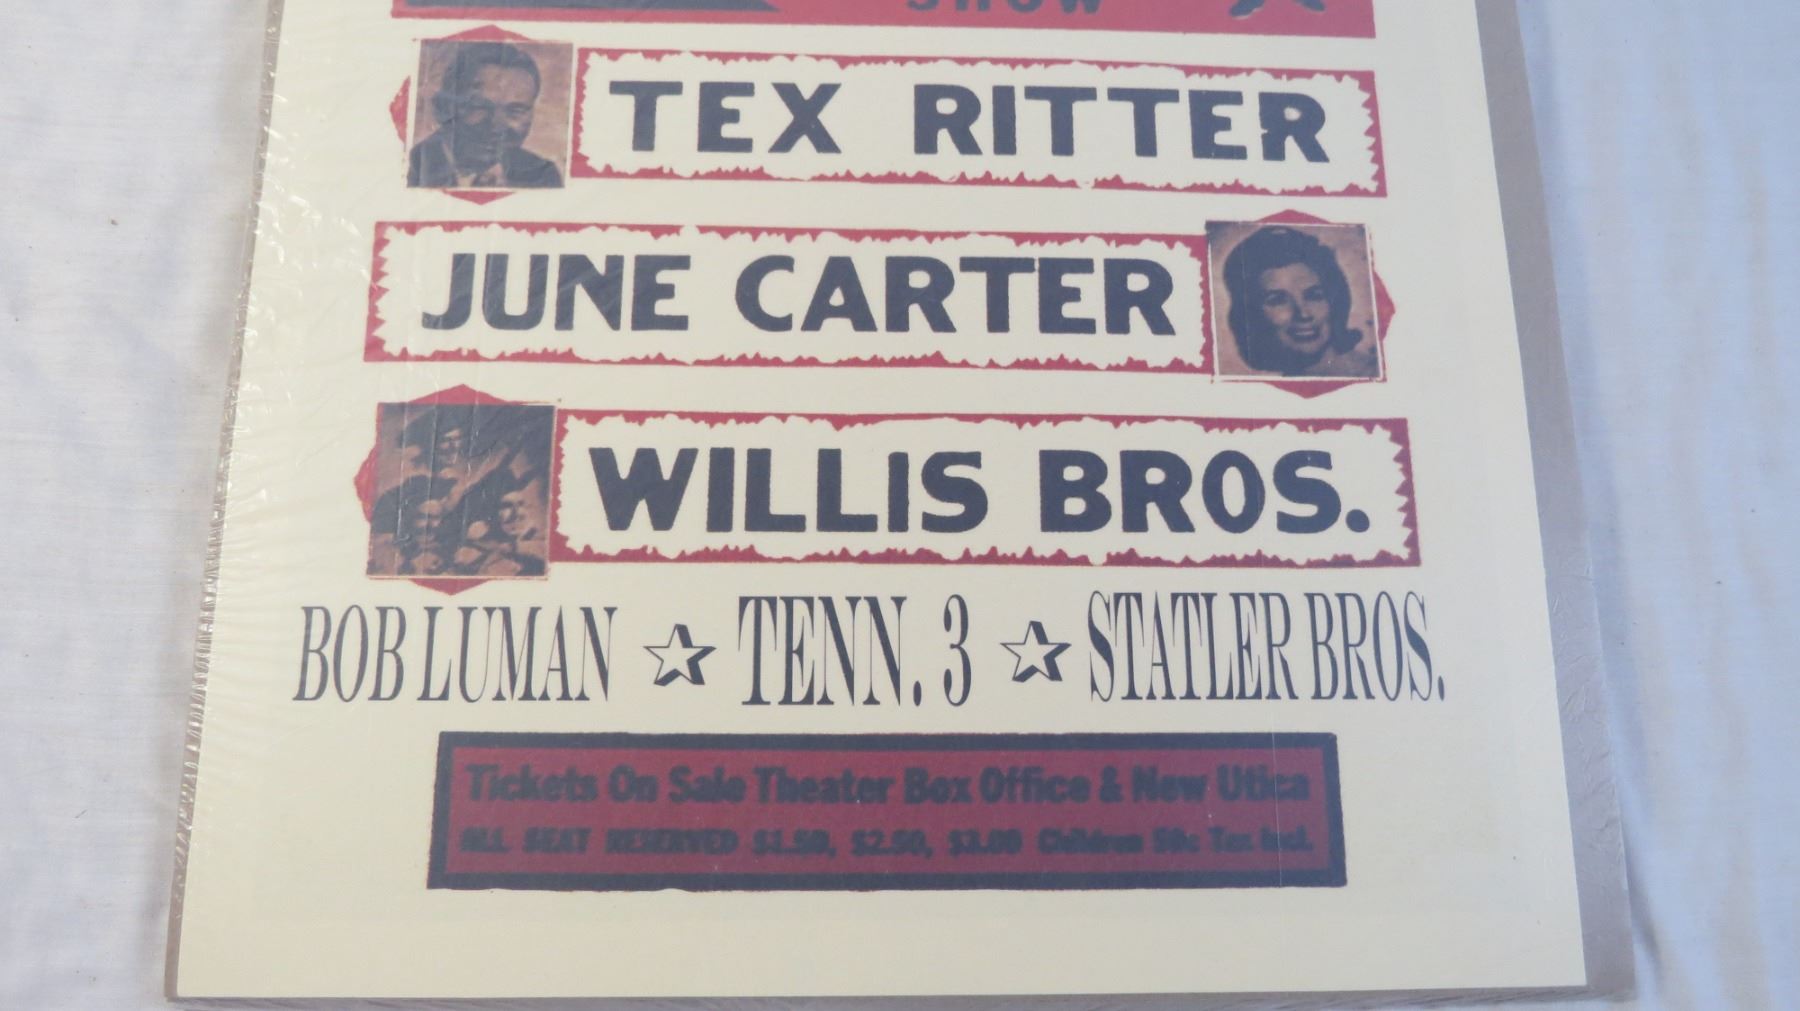 SHOW
TEX RITTER
JUNE CARTER
WILLIS BROS.
BOB LUMAN ☆ TENN. 3 ☆ STATLER BROS.
Tickets On Sale Theater Box Office & New Utica
ALL SEAT RESERVED $1.50, $2.50, $3.00 Children 50c Tax incl.